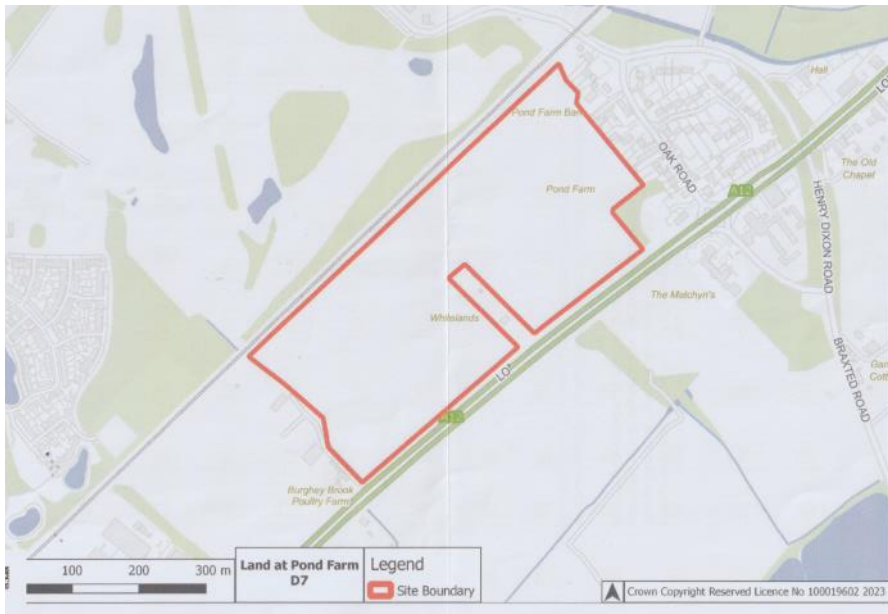 Hall
LO
Pond Farm Barn
The Old
Chapel
OAK ROAD
A12
Pond Farm
HENRY DIXON ROAD
The Matchyn's
Whitelands
LON
A12
BRAXTED ROAD
Burghey Brook
Poultry Farm
100 200 300 m
Land at Pond Farm
D7
Legend
Site Boundary
Crown Copyright Reserved Licence No 100019602 2023